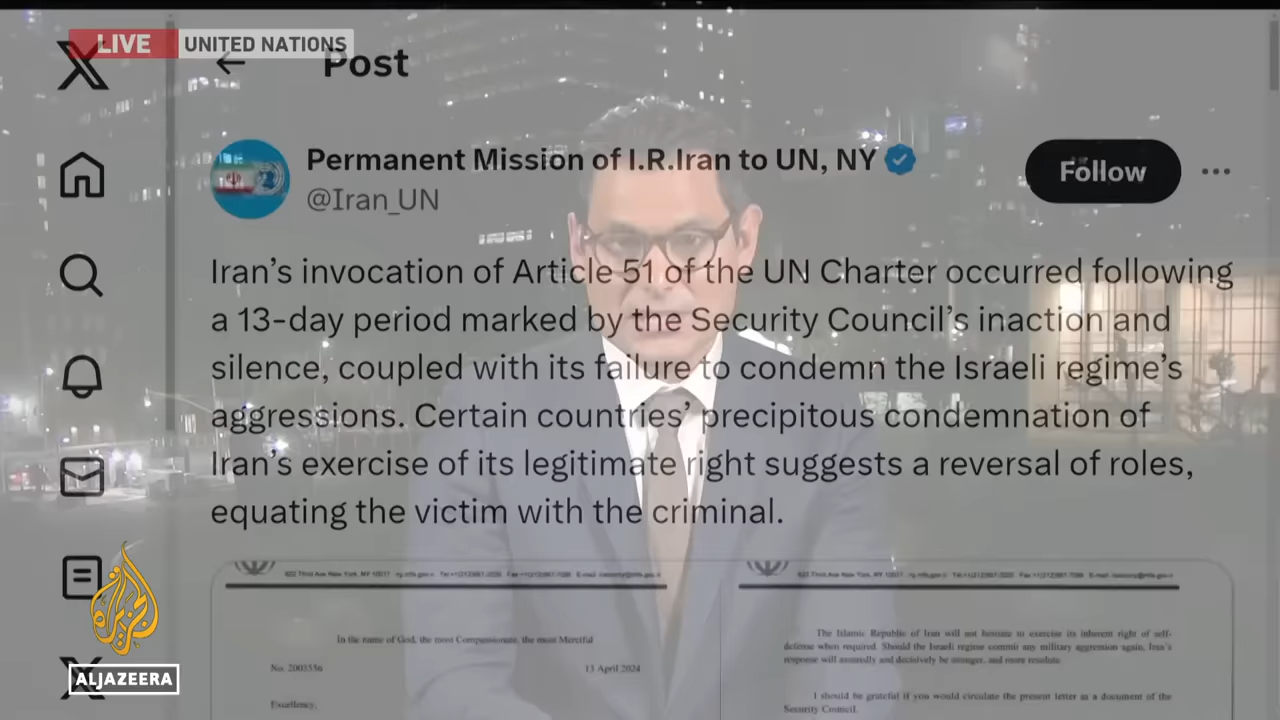 LIVE
UNITED NATIONS
Post
Permanent Mission of I.R.Iran to UN, NY
@Iran_UN
Follow
Iran’s invocation of Article 51 of the UN Charter occurred following
a 13-day period marked by the Security Council’s inaction and
silence, coupled with its failure to condemn the Israeli regime’s
aggressions. Certain countries’ precipitous condemnation of
Iran’s exercise of its legitimate right suggests a reversal of roles,
equating the victim with the criminal.
In the name of God, the most Compassionate, the most Merciful
13 April 2024
Excellency,
The Islamic Republic of Iran will not hesitate to exercise its inherent right of self-
defense when required. Should the Israeli regime commit any military aggression again, Iran's
response will assuredly and decisively be stronger, and more resolute.
I should be grateful if you would circulate the present letter as a document of the
Security Council.
الجزيرة
ALJAZEERA